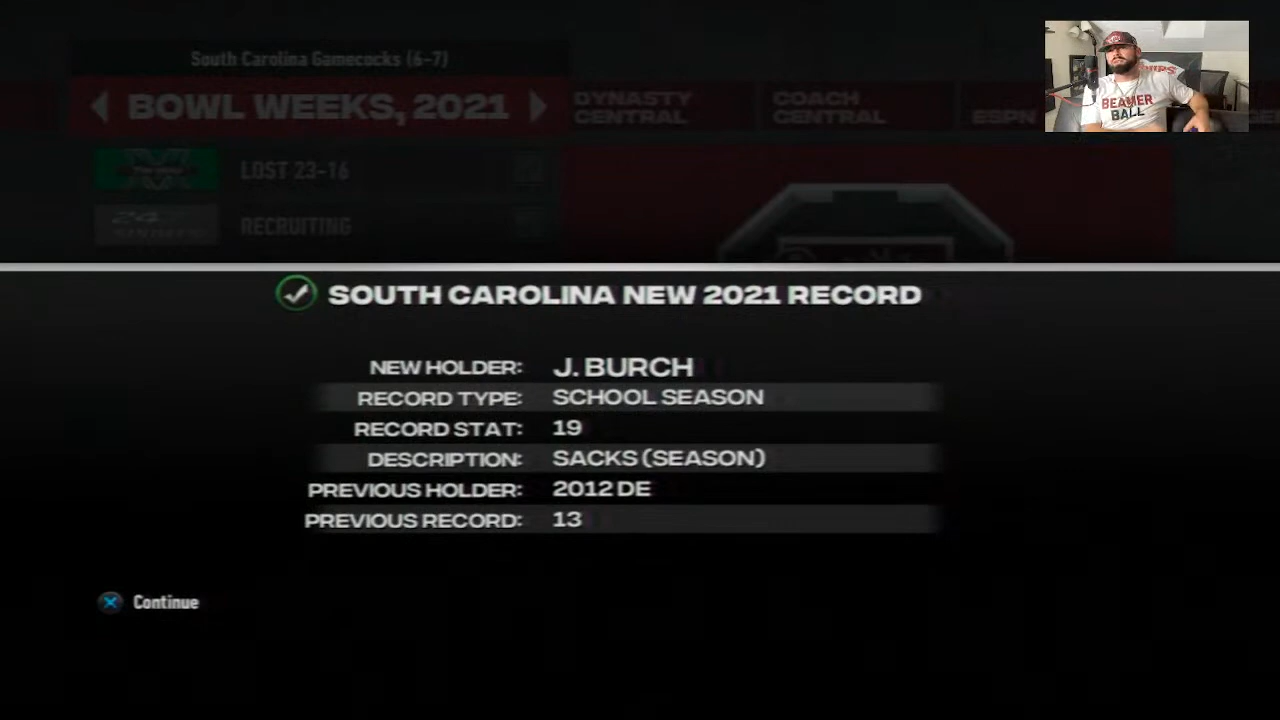 South Carolina Gamecocks (6-7)
BOWL WEEKS, 2021
DYNASTY CENTRAL
COACH CENTRAL
ESPN
LOST 23-16
RECRUITING
BEAMER
BALL
SOUTH CAROLINA NEW 2021 RECORD
NEW HOLDER: J. BURCH
RECORD TYPE: SCHOOL SEASON
RECORD STAT: 19
DESCRIPTION: SACKS (SEASON)
PREVIOUS HOLDER: 2012 DE
PREVIOUS RECORD: 13
Continue